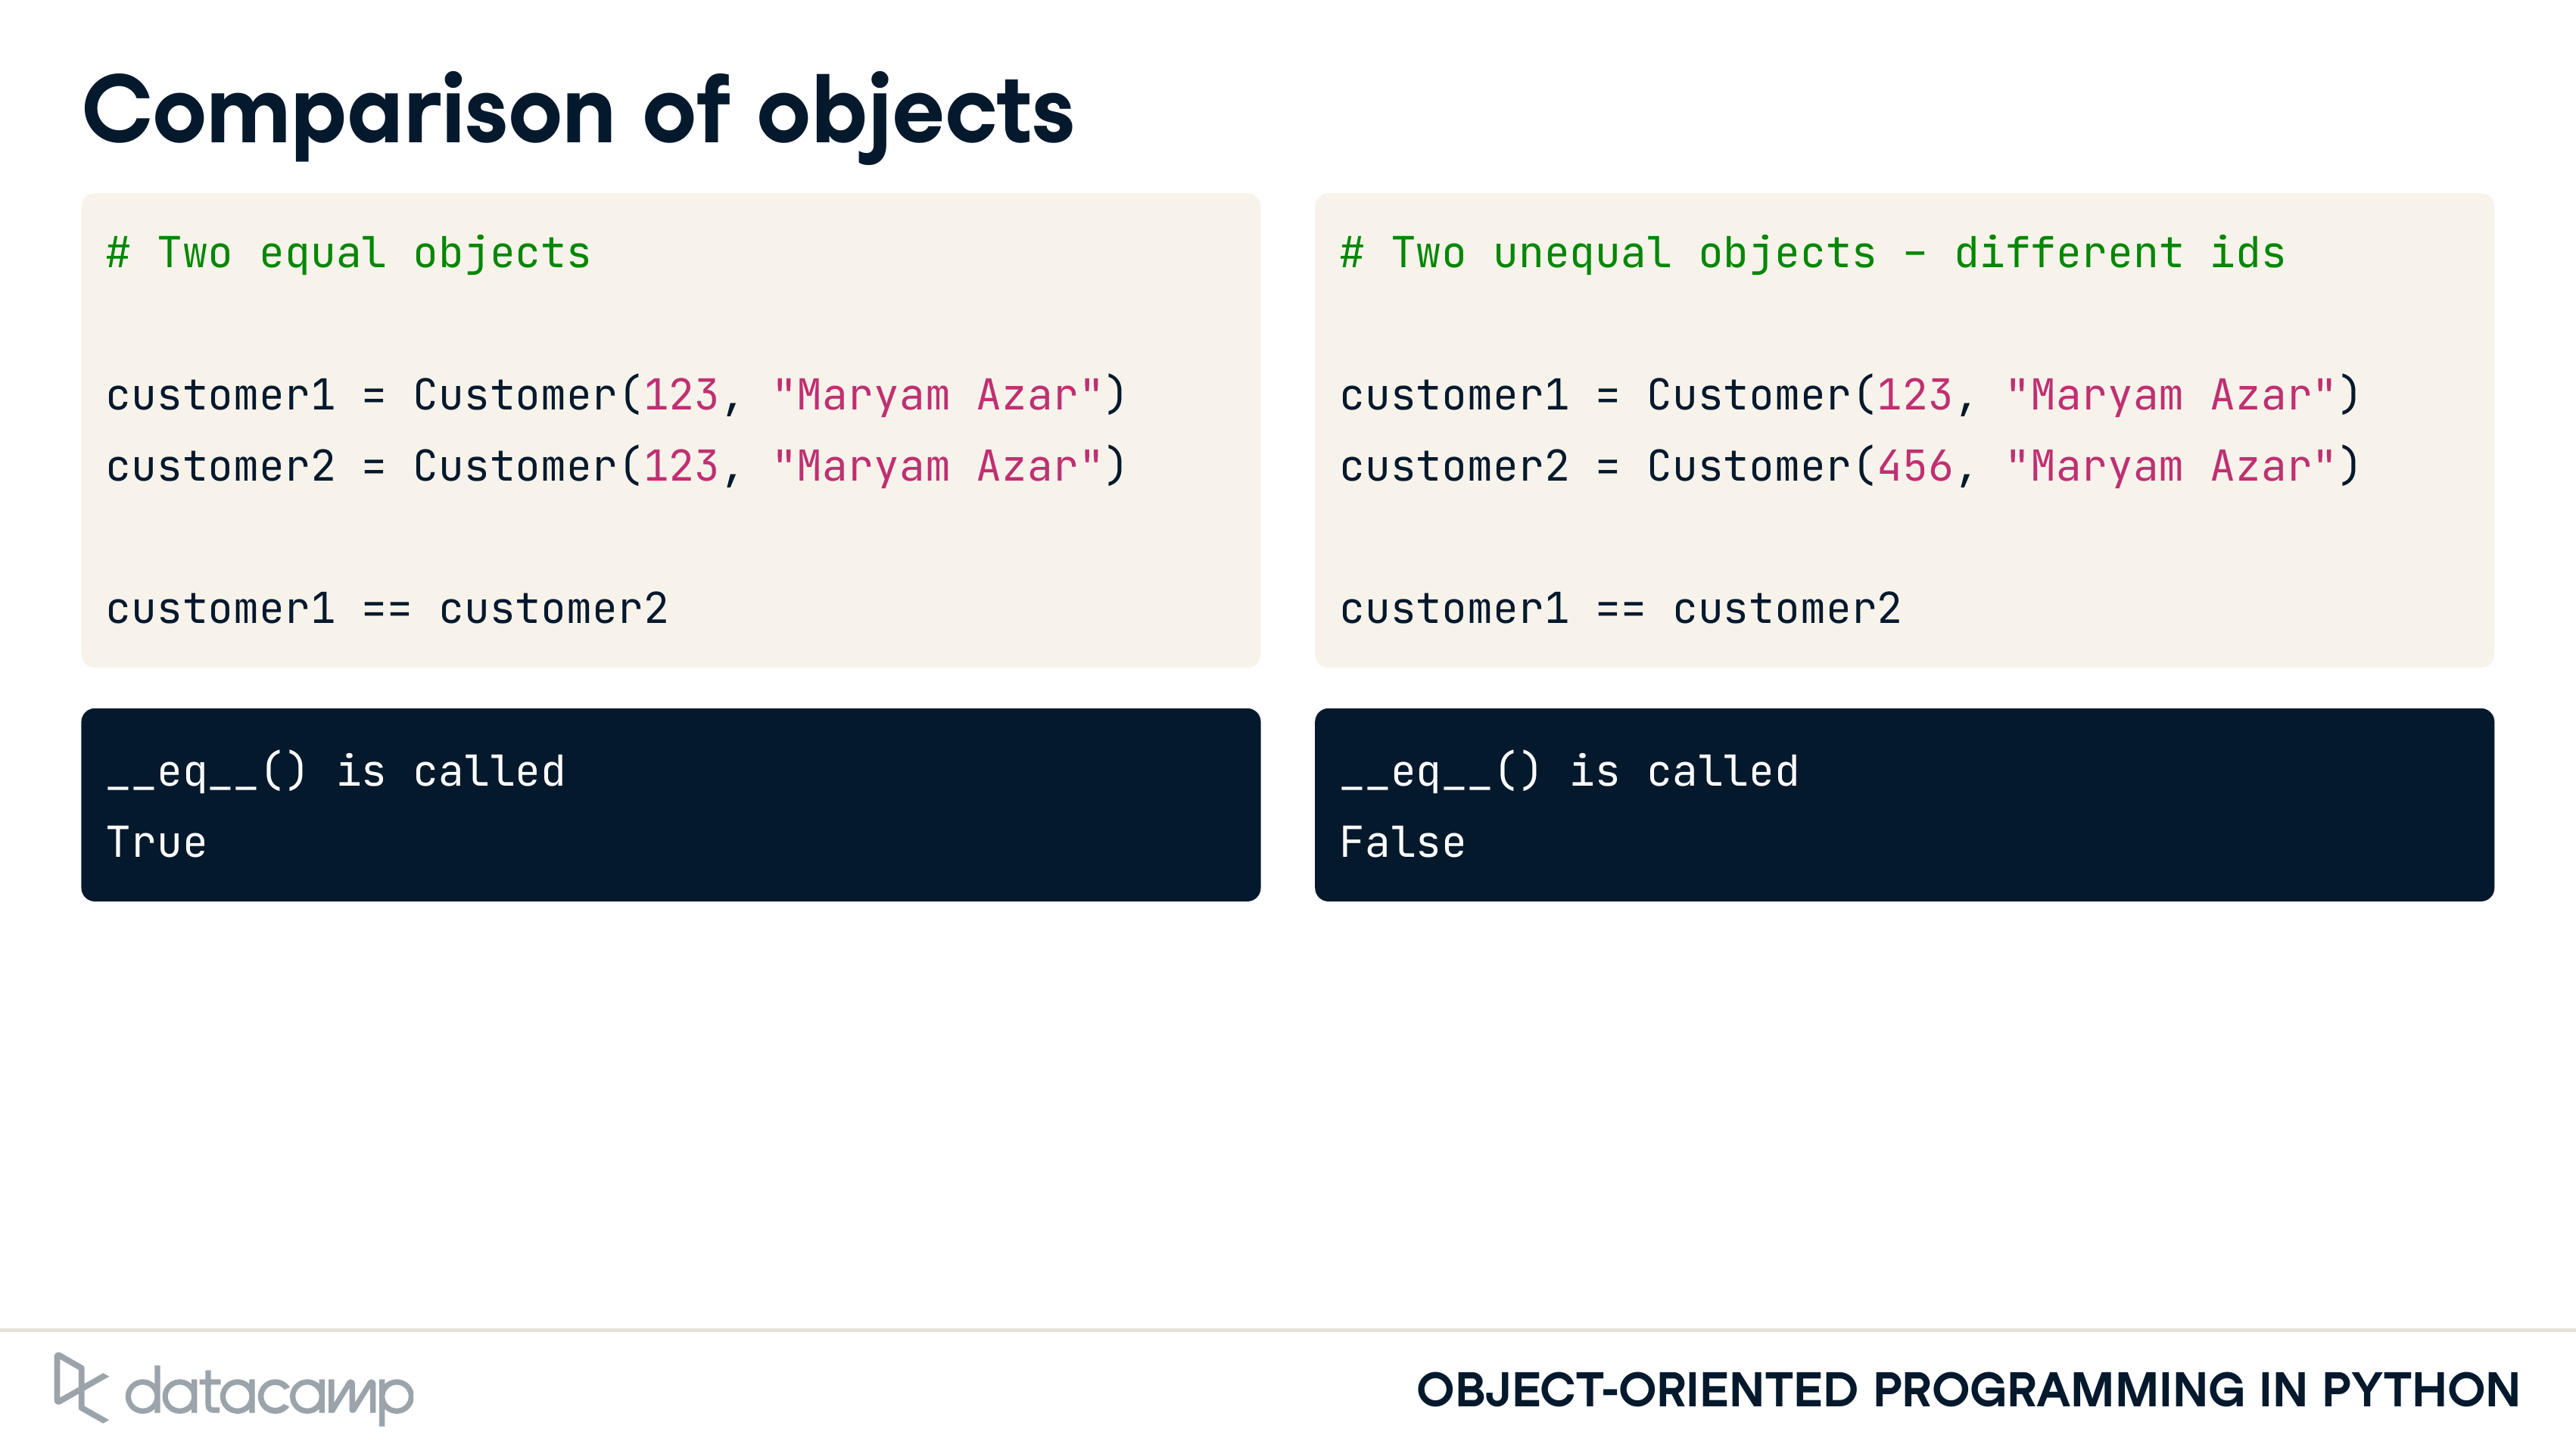 Comparison of objects
# Two equal objects
customer1 = Customer(123, "Maryam Azar")
customer2 = Customer(123, "Maryam Azar")
customer1 == customer2
__eq__() is called
True
# Two unequal objects - different ids
customer1 = Customer(123, "Maryam Azar")
customer2 = Customer(456, "Maryam Azar")
customer1 == customer2
__eq__() is called
False
datacamp
OBJECT-ORIENTED PROGRAMMING IN PYTHON